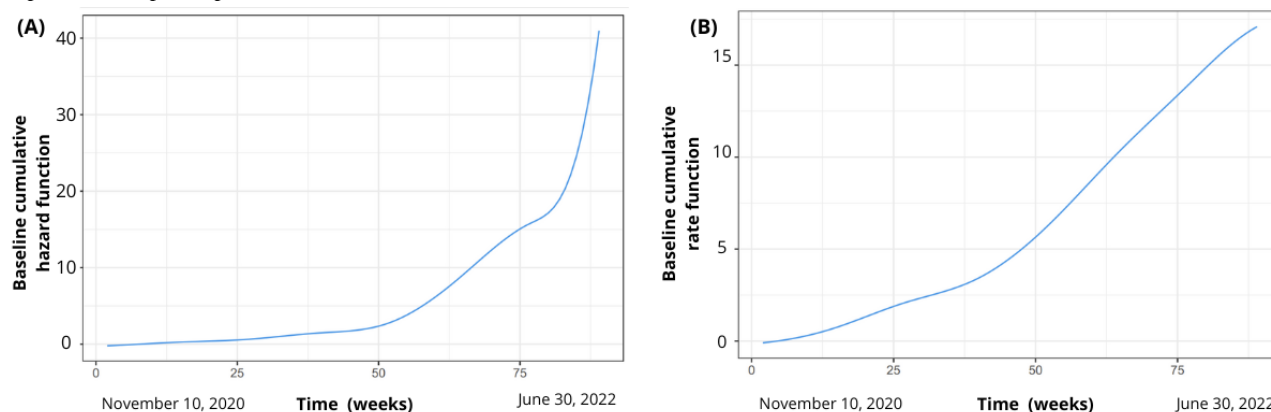 (A)
Baseline cumulative
hazard function
40
30
20
10
0
0 25 50 75
November 10, 2020 Time (weeks) June 30, 2022
(B)
Baseline cumulative
rate function
15
10
5
0
0 25 50 75
November 10, 2020 Time (weeks) June 30, 2022